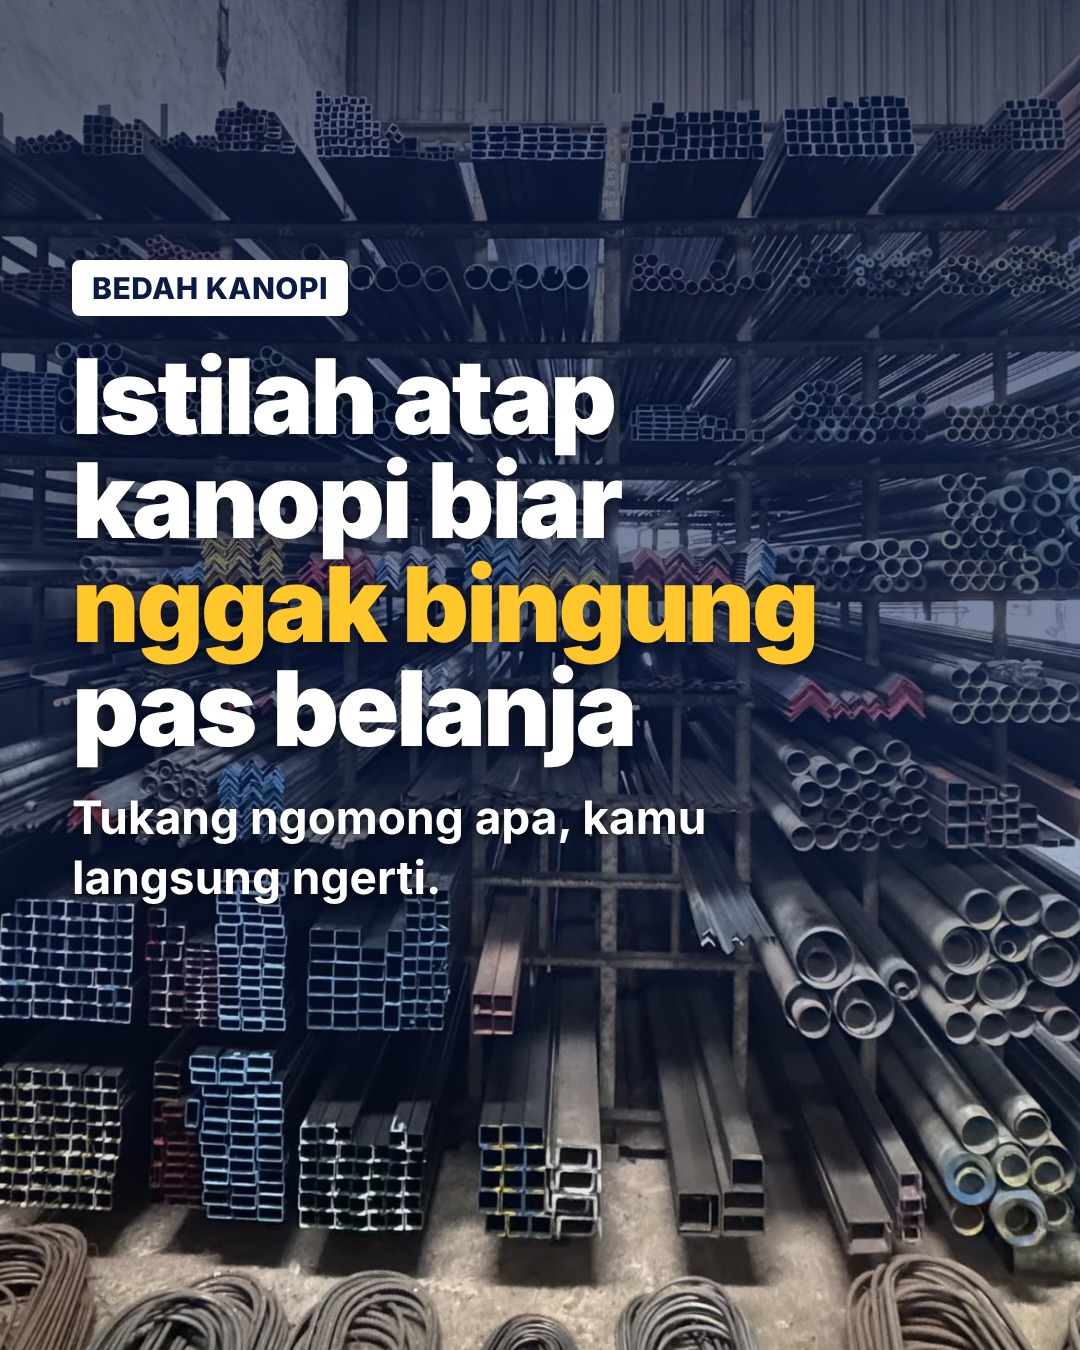 BEDAH KANOPI
Istilah atap
kanopi biar
nggak bingung
pas belanja
Tukang ngomong apa, kamu
langsung ngerti.